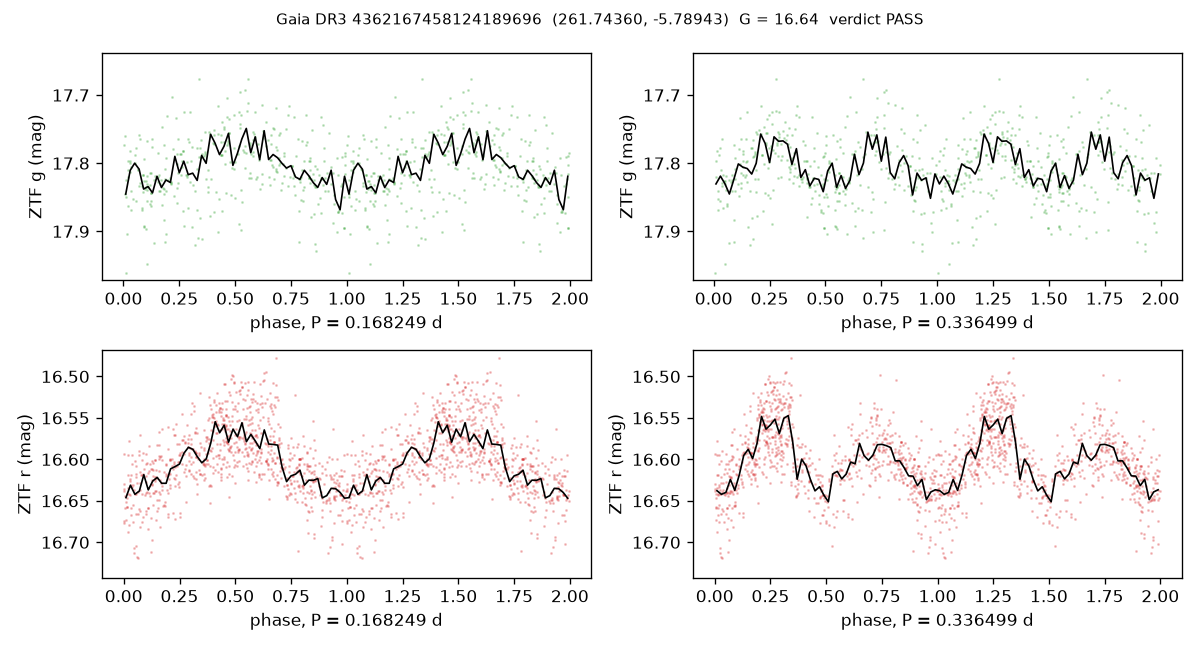 Gaia DR3 4362167458124189696 (261.74360, -5.78943) G = 16.64 verdict PASS
ZTF g (mag)
17.7
17.8
17.9
0.00 0.25 0.50 0.75 1.00 1.25 1.50 1.75 2.00
phase, P = 0.168249 d
ZTF g (mag)
17.7
17.8
17.9
0.00 0.25 0.50 0.75 1.00 1.25 1.50 1.75 2.00
phase, P = 0.336499 d
ZTF r (mag)
16.50
16.55
16.60
16.65
16.70
0.00 0.25 0.50 0.75 1.00 1.25 1.50 1.75 2.00
phase, P = 0.168249 d
ZTF r (mag)
16.50
16.55
16.60
16.65
16.70
0.00 0.25 0.50 0.75 1.00 1.25 1.50 1.75 2.00
phase, P = 0.336499 d